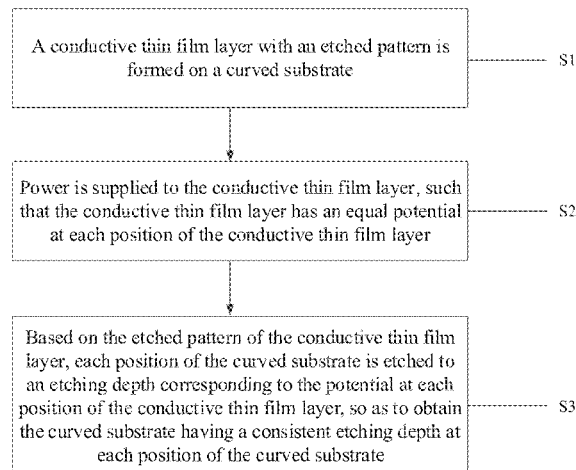 A conductive thin film layer with an etched pattern is
formed on a curved substrate
S1
Power is supplied to the conductive thin film layer, such
that the conductive thin film layer has an equal potential
at each position of the conductive thin film layer
S2
Based on the etched pattern of the conductive thin film
layer, each position of the curved substrate is etched to
an etching depth corresponding to the potential at each
position of the conductive thin film layer, so as to obtain
the curved substrate having a consistent etching depth at
each position of the curved substrate
S3